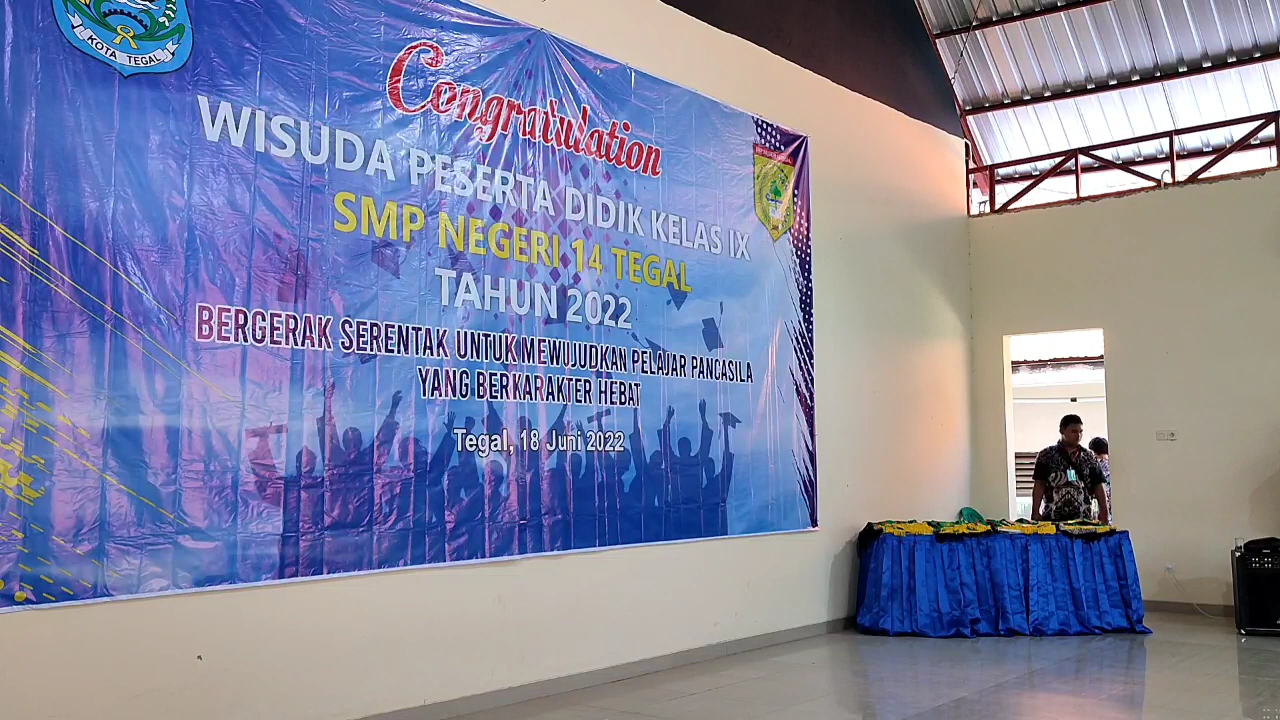 KOTA TEGAL
Congratulation
WISUDA PESERTA DIDIK KELAS IX
SMP NEGERI 14 TEGAL
TAHUN 2022
BERGERAK SERENTAK UNTUK MEWUJUDKAN PELAJAR PANCASILA
YANG BERKARAKTER HEBAT
Tegal, 18 Juni 2022